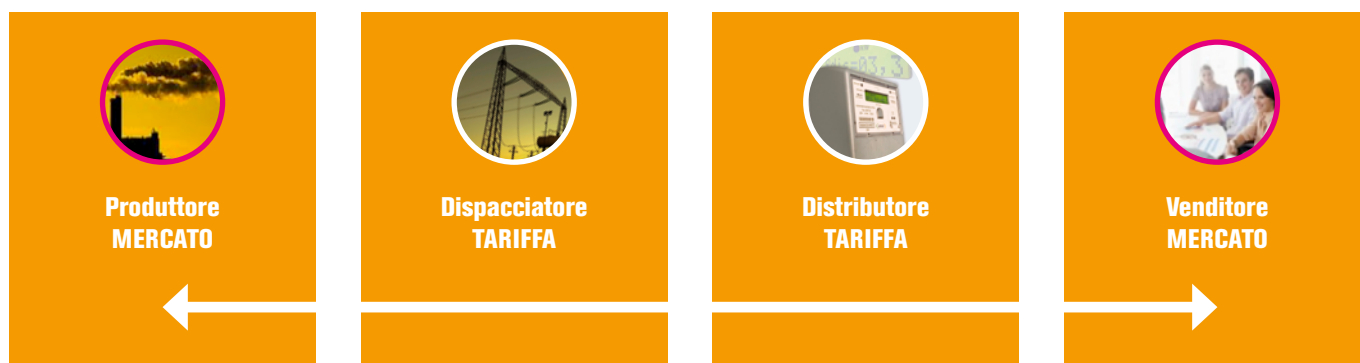 Produttore
MERCATO
Dispacciatore
TARIFFA
Distributore
TARIFFA
Venditore
MERCATO